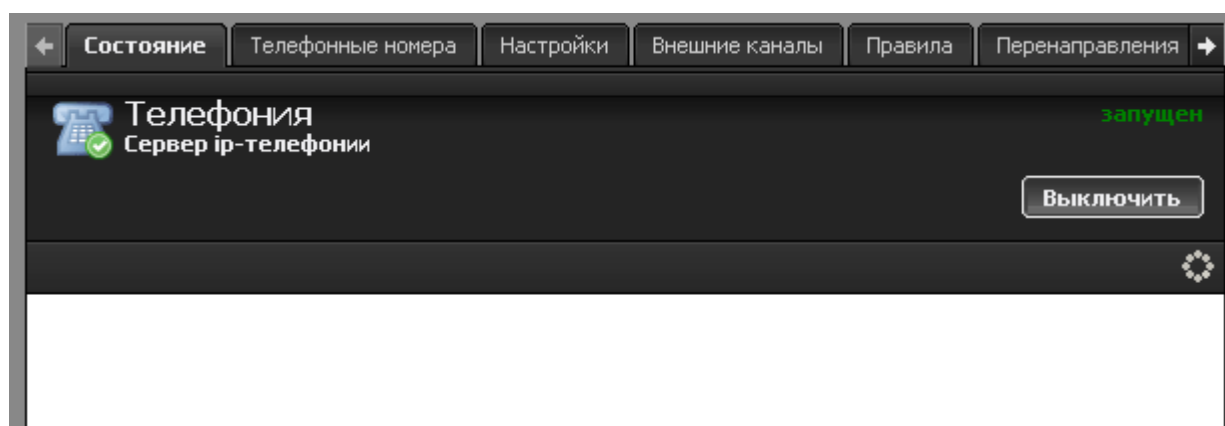 Состояние Телефонные номера Настройки Внешние каналы Правила Перенаправления
Телефония
запущен
Сервер ip-телефонии
Выключить